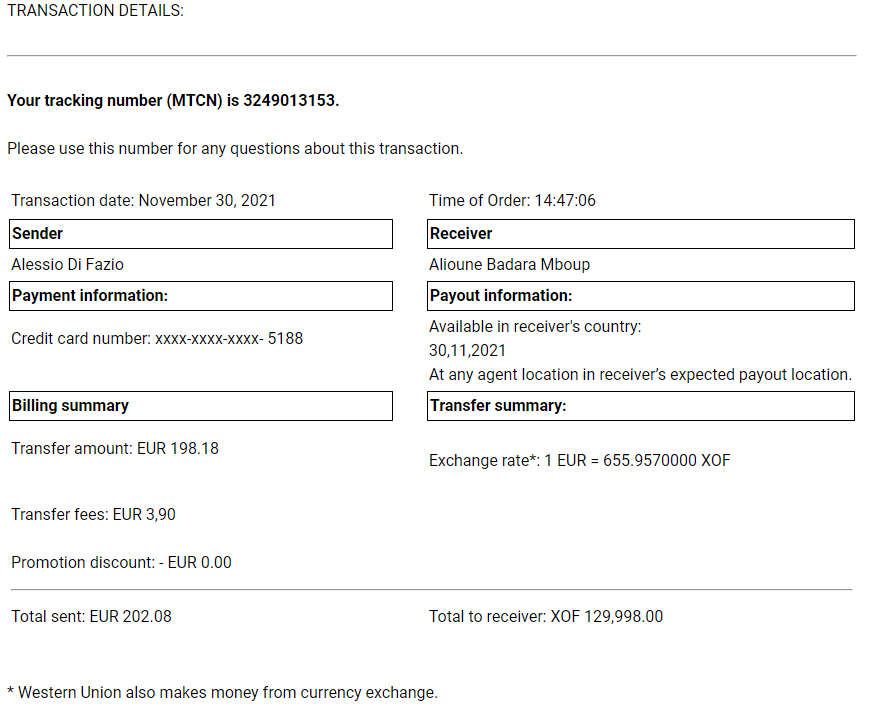 TRANSACTION DETAILS:
Your tracking number (MTCN) is 3249013153.
Please use this number for any questions about this transaction.
Transaction date: November 30, 2021
Time of Order: 14:47:06
Sender
Receiver
Alessio Di Fazio
Alioune Badara Mboup
Payment information:
Payout information:
Credit card number: xxxx-xxxx-xxxx- 5188
Available in receiver's country:
30,11,2021
At any agent location in receiver’s expected payout location.
Billing summary
Transfer summary:
Transfer amount: EUR 198.18
Exchange rate*: 1 EUR = 655.9570000 XOF
Transfer fees: EUR 3,90
Promotion discount: - EUR 0.00
Total sent: EUR 202.08
Total to receiver: XOF 129,998.00
* Western Union also makes money from currency exchange.